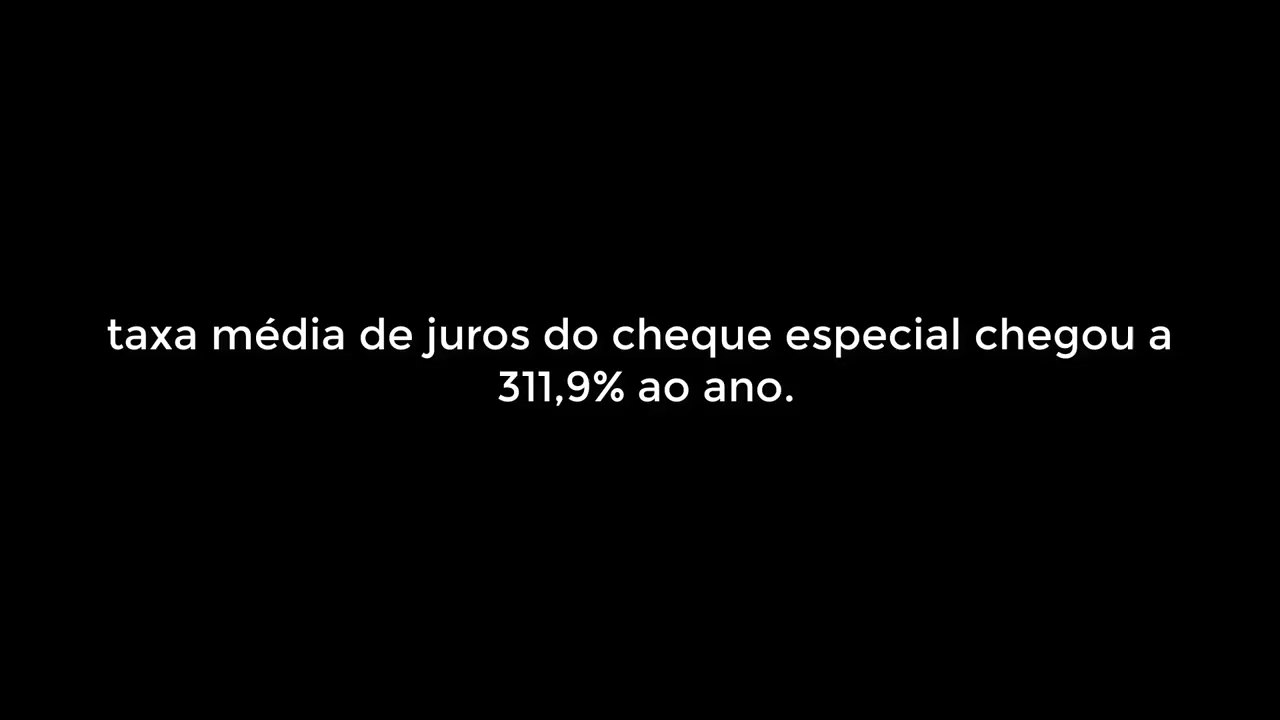 taxa média de juros do cheque especial chegou a
311,9% ao ano.